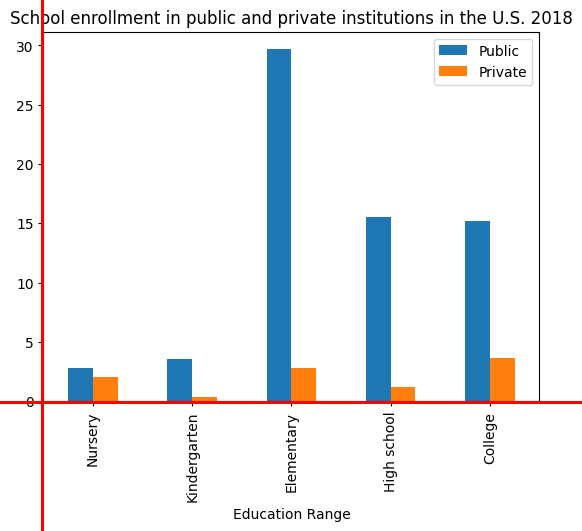 School enrollment in public and private institutions in the U.S. 2018
Public
Private
30
25
20
15
10
5
0
Nursery
Kindergarten
Elementary
High school
College
Education Range